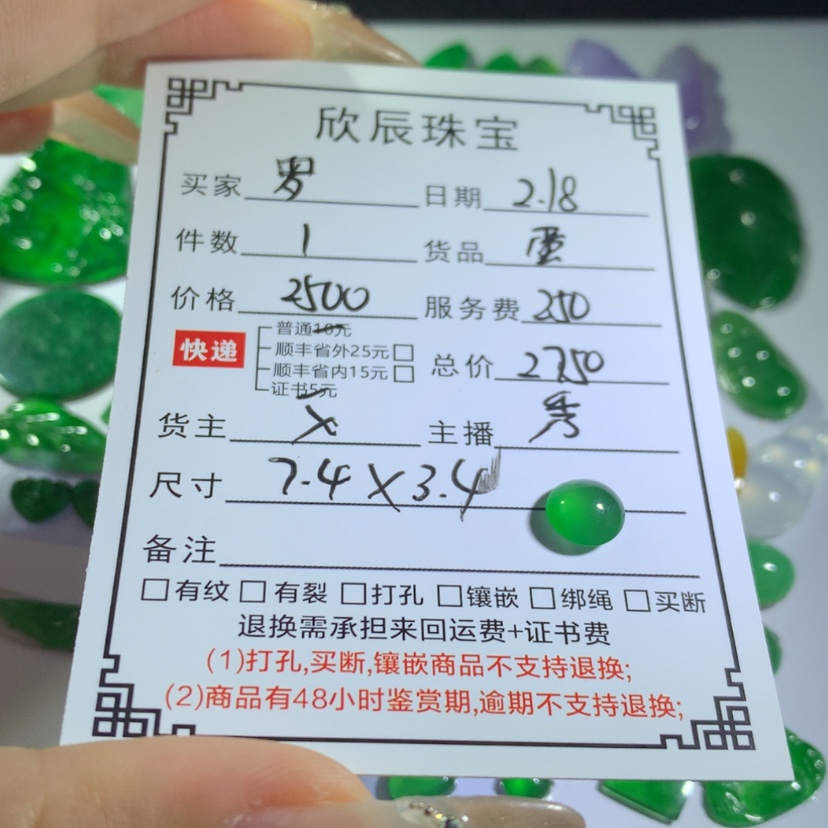 欣辰珠宝
买家 罗 日期 2.18
件数 1 货品 蛋
价格 2500 服务费 250
快递
普通10元
顺丰省外25元
顺丰省内15元
证书5元
总价 2750
货主 X 主播 秀
尺寸 7.4X3.4
备注
有纹 有裂 打孔 镶嵌 绑绳 买断
退换需承担来回运费+证书费
(1)打孔,买断,镶嵌商品不支持退换;
(2)商品有48小时鉴赏期,逾期不支持退换;